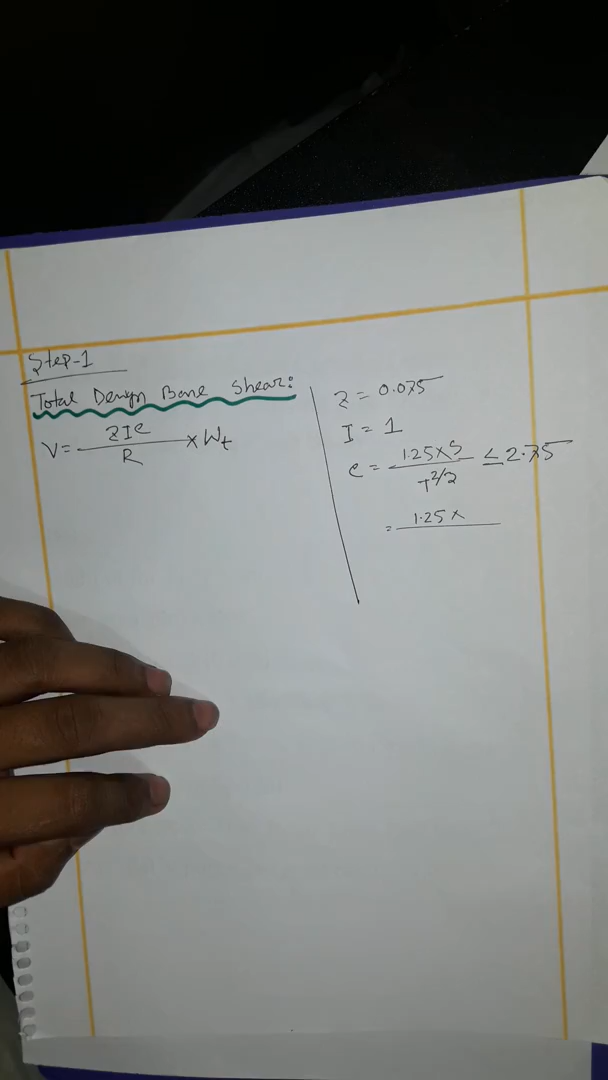 Step-1
Total Design Base Shear:
V = ZIC / R × Wt
Z = 0.075
I = 1
C = 1.25×S / T^2/3 ≤ 2.75
= 1.25 ×